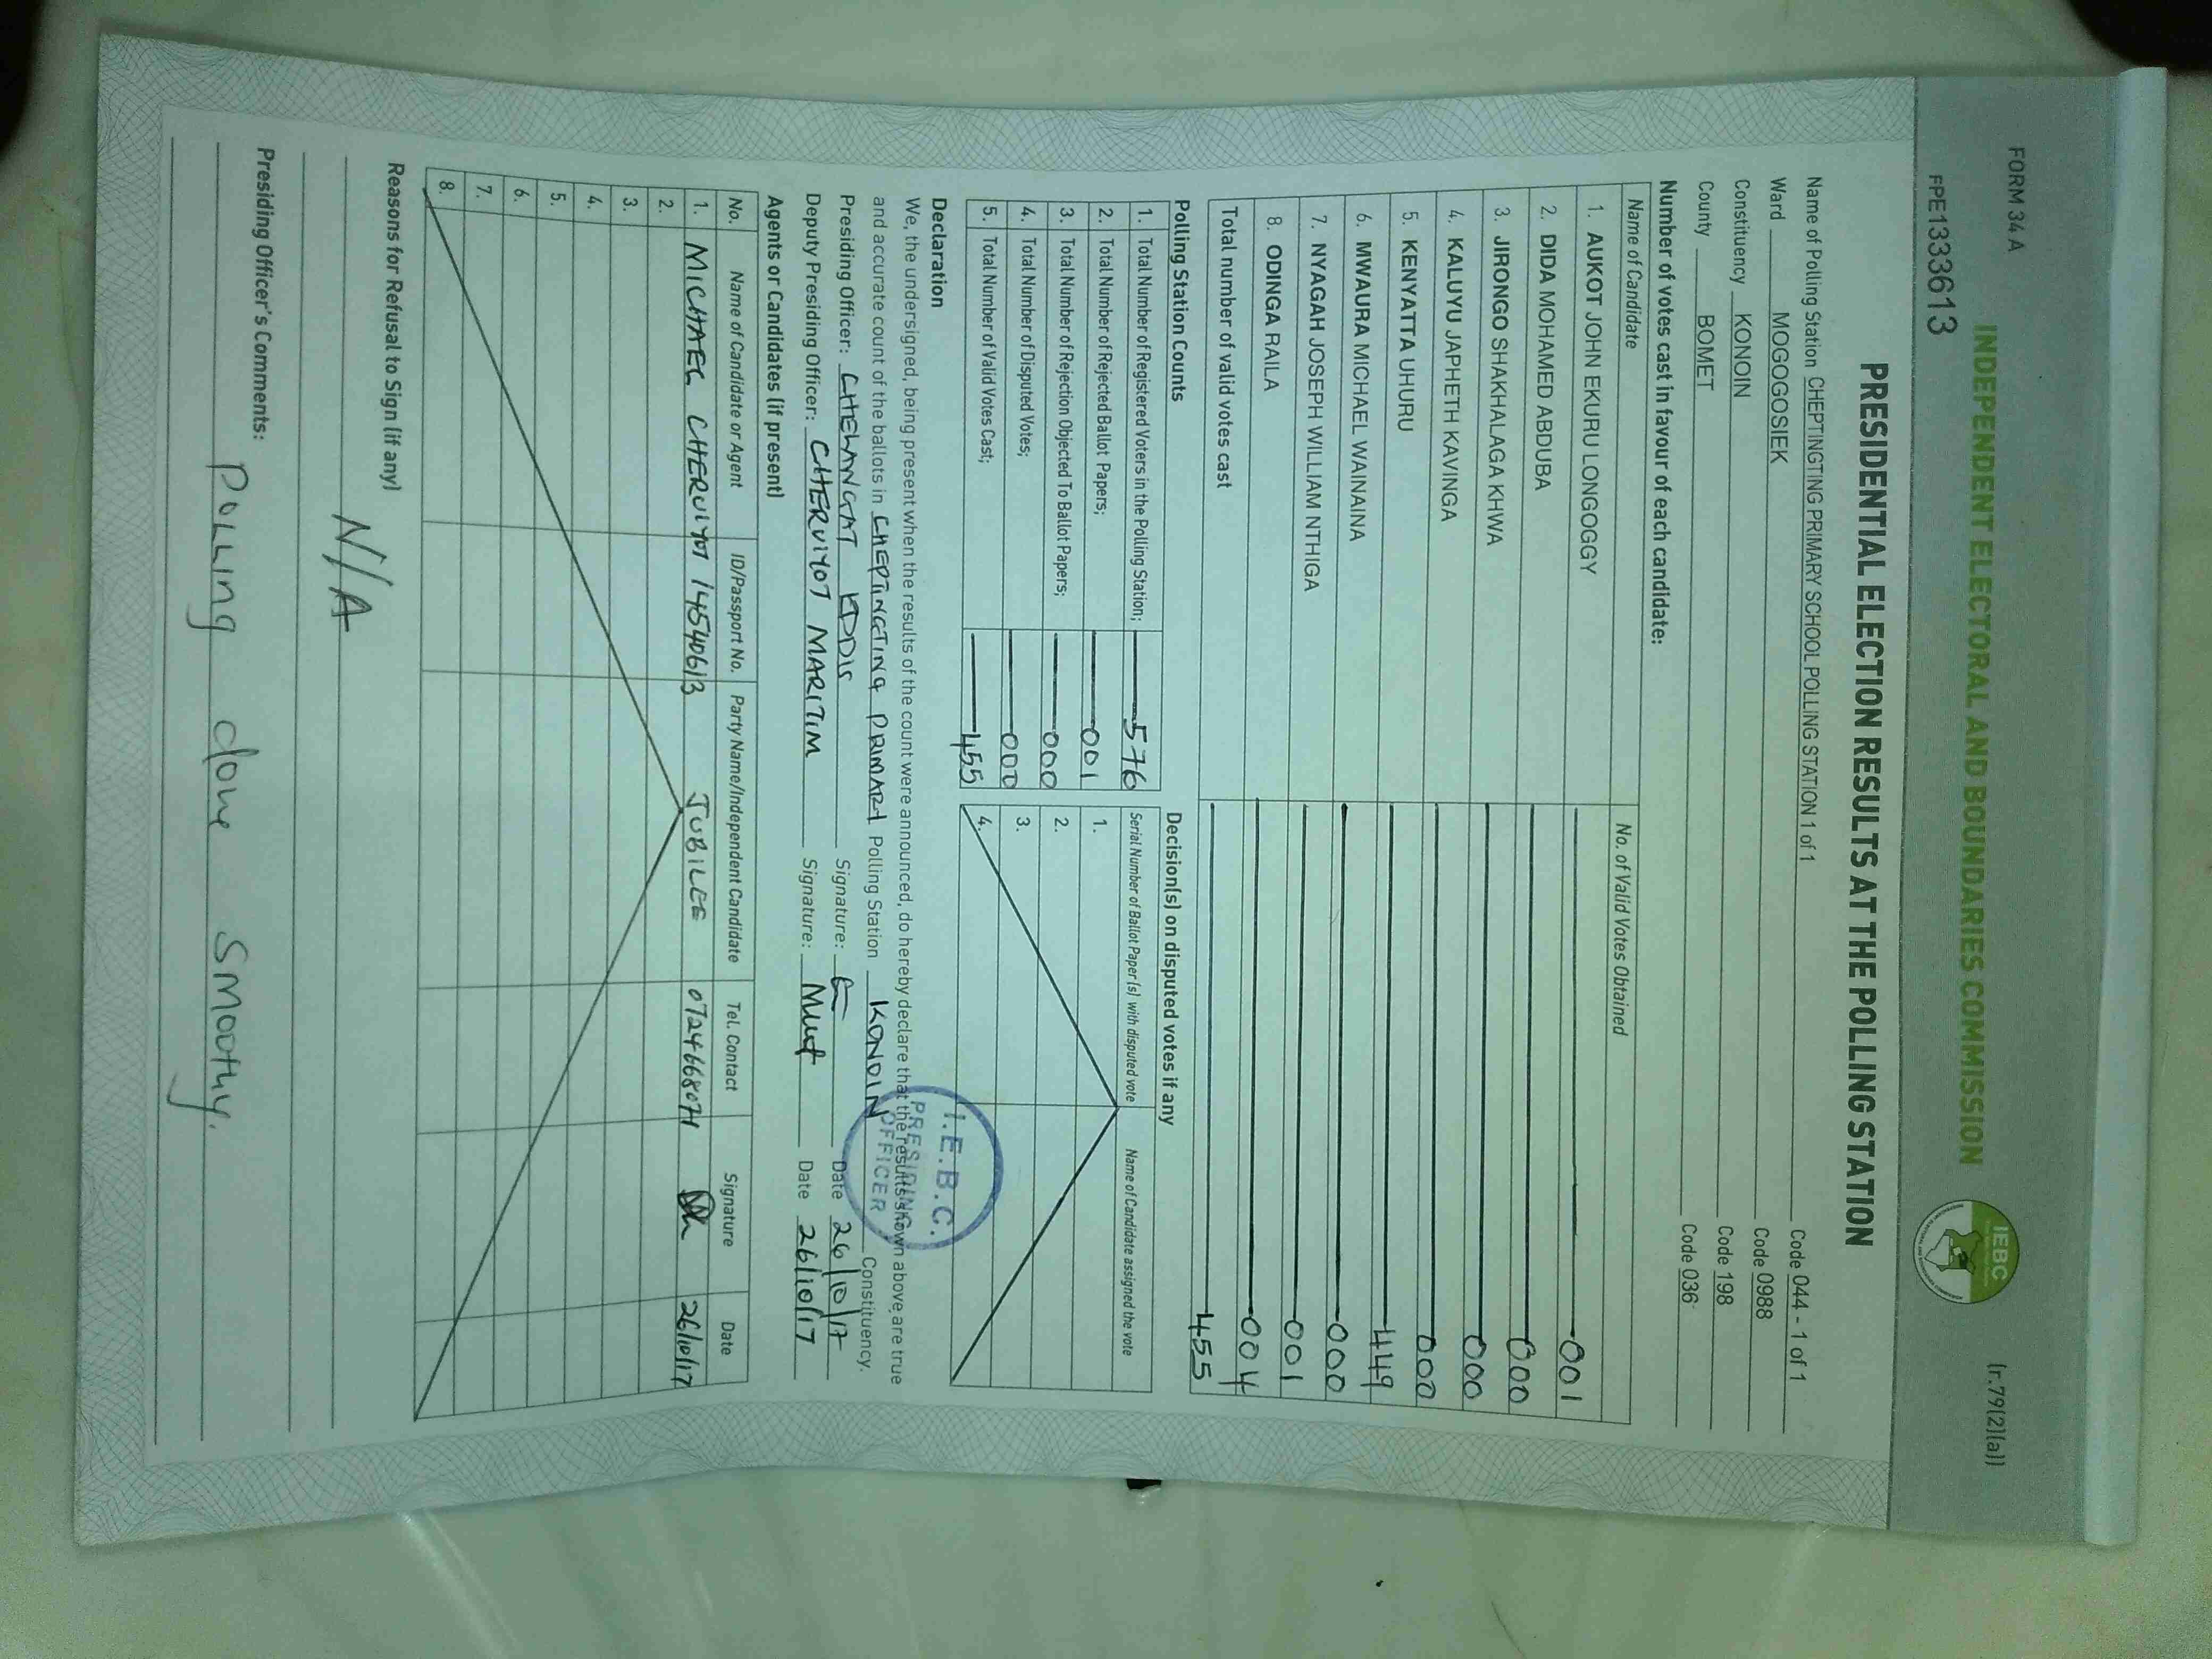 FORM 34 A
(r.79(2)(a))
INDEPENDENT ELECTORAL AND BOUNDARIES COMMISSION
IEBC
FPE1333613
PRESIDENTIAL ELECTION RESULTS AT THE POLLING STATION
Name of Polling Station CHEPTINGTING PRIMARY SCHOOL POLLING STATION 1 of 1 Code 044 - 1 of 1
Ward MOGOGOSIEK Code 0988
Constituency KONOIN Code 198
County BOMET Code 036
Number of votes cast in favour of each candidate:
Name of Candidate No. of Valid Votes Obtained
1. AUKOT JOHN EKURU LONGOGGY 001
2. DIDA MOHAMED ABDUBA 000
3. JIRONGO SHAKHALAGA KHWA 000
4. KALUYU JAPHETH KAVINGA 000
5. KENYATTA UHURU 449
6. MWAURA MICHAEL WAINAINA 000
7. NYAGAH JOSEPH WILLIAM NTHIGA 001
8. ODINGA RAILA 004
Total number of valid votes cast 455
Polling Station Counts
1. Total Number of Registered Voters in the Polling Station; 576
2. Total Number of Rejected Ballot Papers; 001
3. Total Number of Rejection Objected To Ballot Papers; 000
4. Total Number of Disputed Votes; 000
5. Total Number of Valid Votes Cast; 455
Decision(s) on disputed votes if any
Serial Number of Ballot Paper(s) with disputed vote Name of Candidate assigned the vote
1.
2.
3.
4.
I.E.B.C.
PRESIDING
OFFICER
Declaration
We, the undersigned, being present when the results of the count were announced, do hereby declare that the results shown above, are true
and accurate count of the ballots in CHEPTINGTING PRIMARY Polling Station KONOIN Constituency.
Presiding Officer: CHELANGAT Signature: Date 26/10/17
Deputy Presiding Officer: CHERUIYOT MARITIM Signature: Date 26/10/17
Agents or Candidates (if present)
No. Name of Candidate or Agent ID/Passport No. Party Name/Independent Candidate Tel. Contact Signature Date
1. MICHAEL CHERUIYOT 14540613 JUBILEE 0724668071 26/10/17
2.
3.
4.
5.
6.
7.
8.
Reasons for Refusal to Sign (if any)
N/A
Presiding Officer's Comments:
Polling done smoothy.